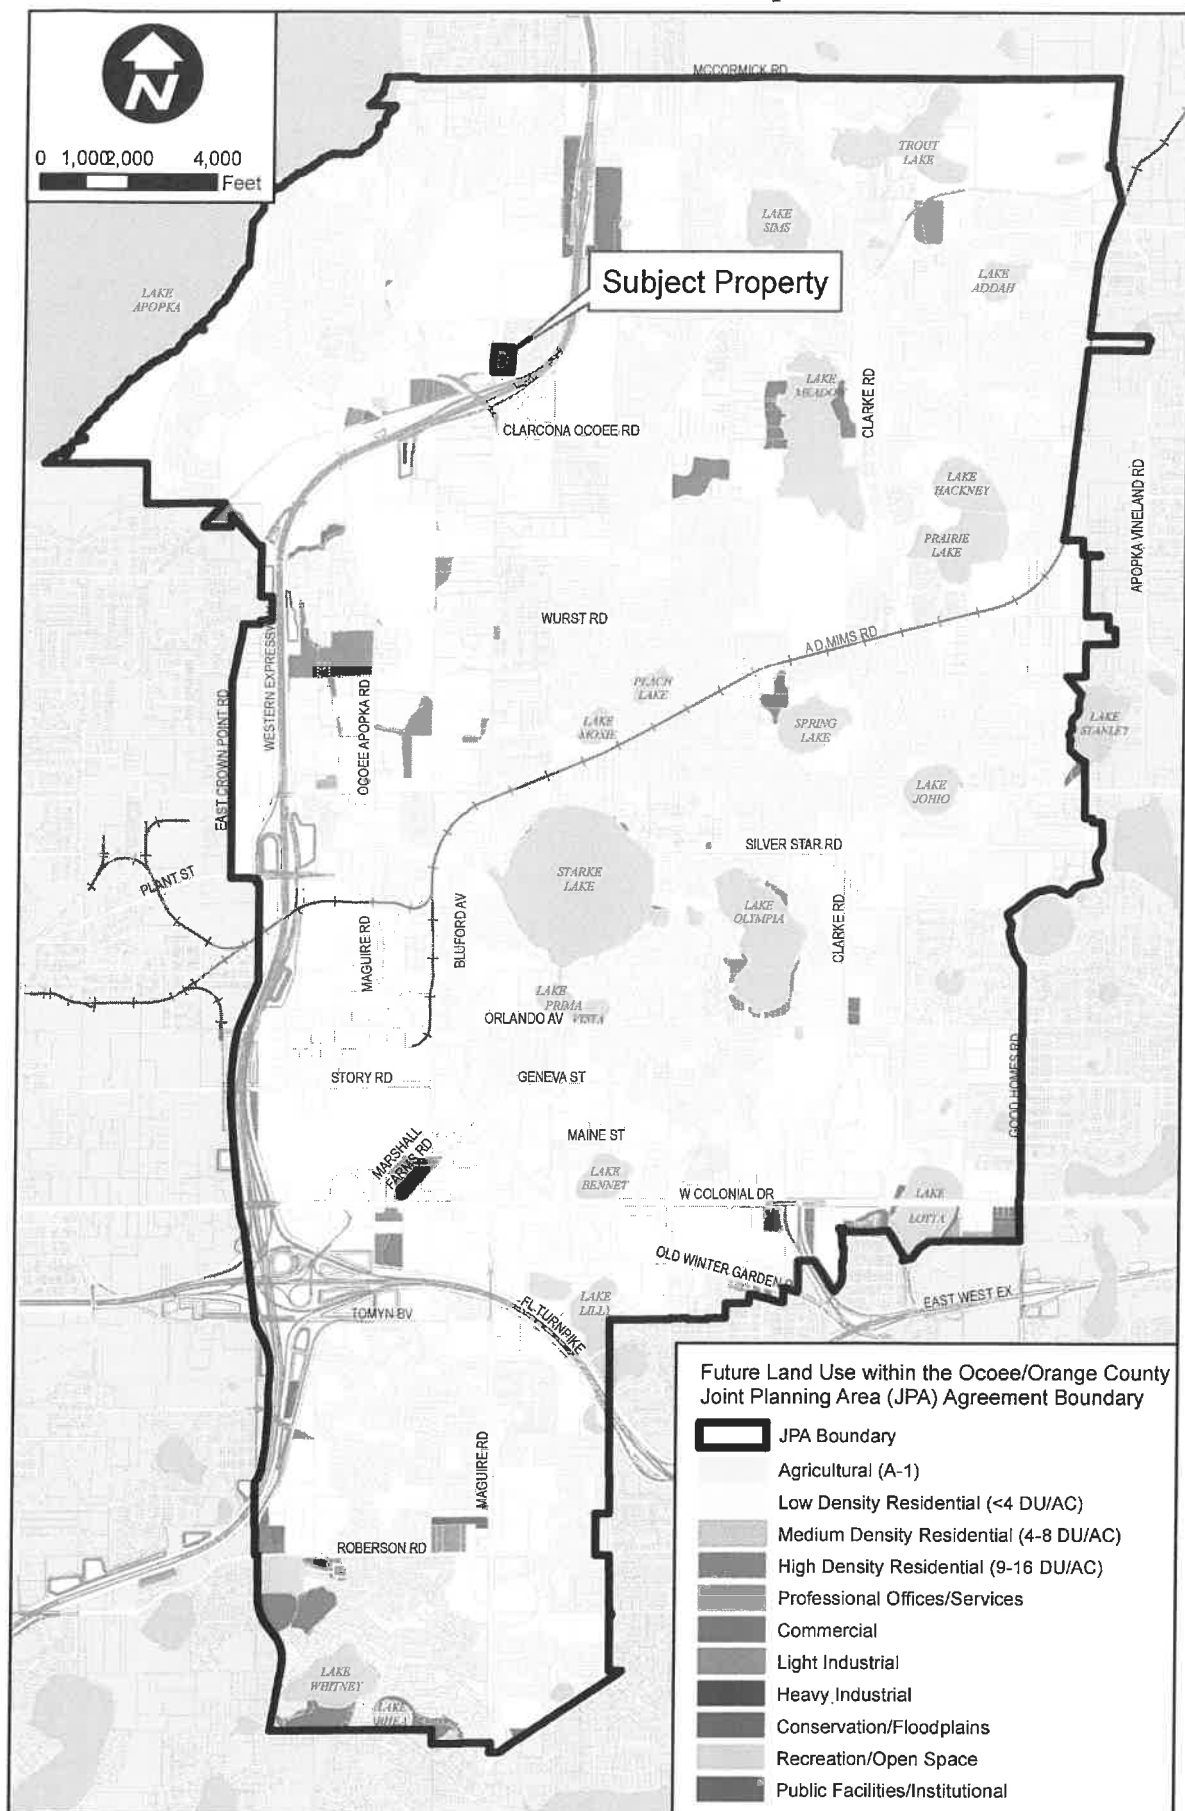 N
0 1,000 2,000 4,000
Feet
MCCORMICK RD
TROUT
LAKE
LAKE
SIMS
LAKE
ADDAH
Subject Property
LAKE
APOPKA
LAKE
MEADOW
CLARKE RD
CLARCONA OCOEE RD
LAKE
HACKNEY
PRAIRIE
LAKE
APOPKA VINELAND RD
WURST RD
A D MIMS RD
WESTERN EXPRESSW
EAST CROWN POINT RD
OCOEE APOPKA RD
PEACH
LAKE
LAKE
MOXIE
SPRING
LAKE
LAKE
STANLEY
LAKE
JOHIO
SILVER STAR RD
STARKE
LAKE
PLANT ST
LAKE
OLYMPIA
CLARKE RD
MAGUIRE RD
BLUFORD AV
LAKE
PRIMA
VISTA
ORLANDO AV
STORY RD
GENEVA ST
GOOD HOMES RD
MAINE ST
MARSHALL
FARMS RD
LAKE
BENNET
W COLONIAL DR
LAKE
LOTTA
OLD WINTER GARDEN
EAST WEST EX
LAKE
LILLY
TOMYN BV
FL TURNPIKE
MAGUIRE RD
ROBERSON RD
LAKE
WHITNEY
LAKE
Future Land Use within the Ocoee/Orange County
Joint Planning Area (JPA) Agreement Boundary
JPA Boundary
Agricultural (A-1)
Low Density Residential (<4 DU/AC)
Medium Density Residential (4-8 DU/AC)
High Density Residential (9-16 DU/AC)
Professional Offices/Services
Commercial
Light Industrial
Heavy Industrial
Conservation/Floodplains
Recreation/Open Space
Public Facilities/Institutional